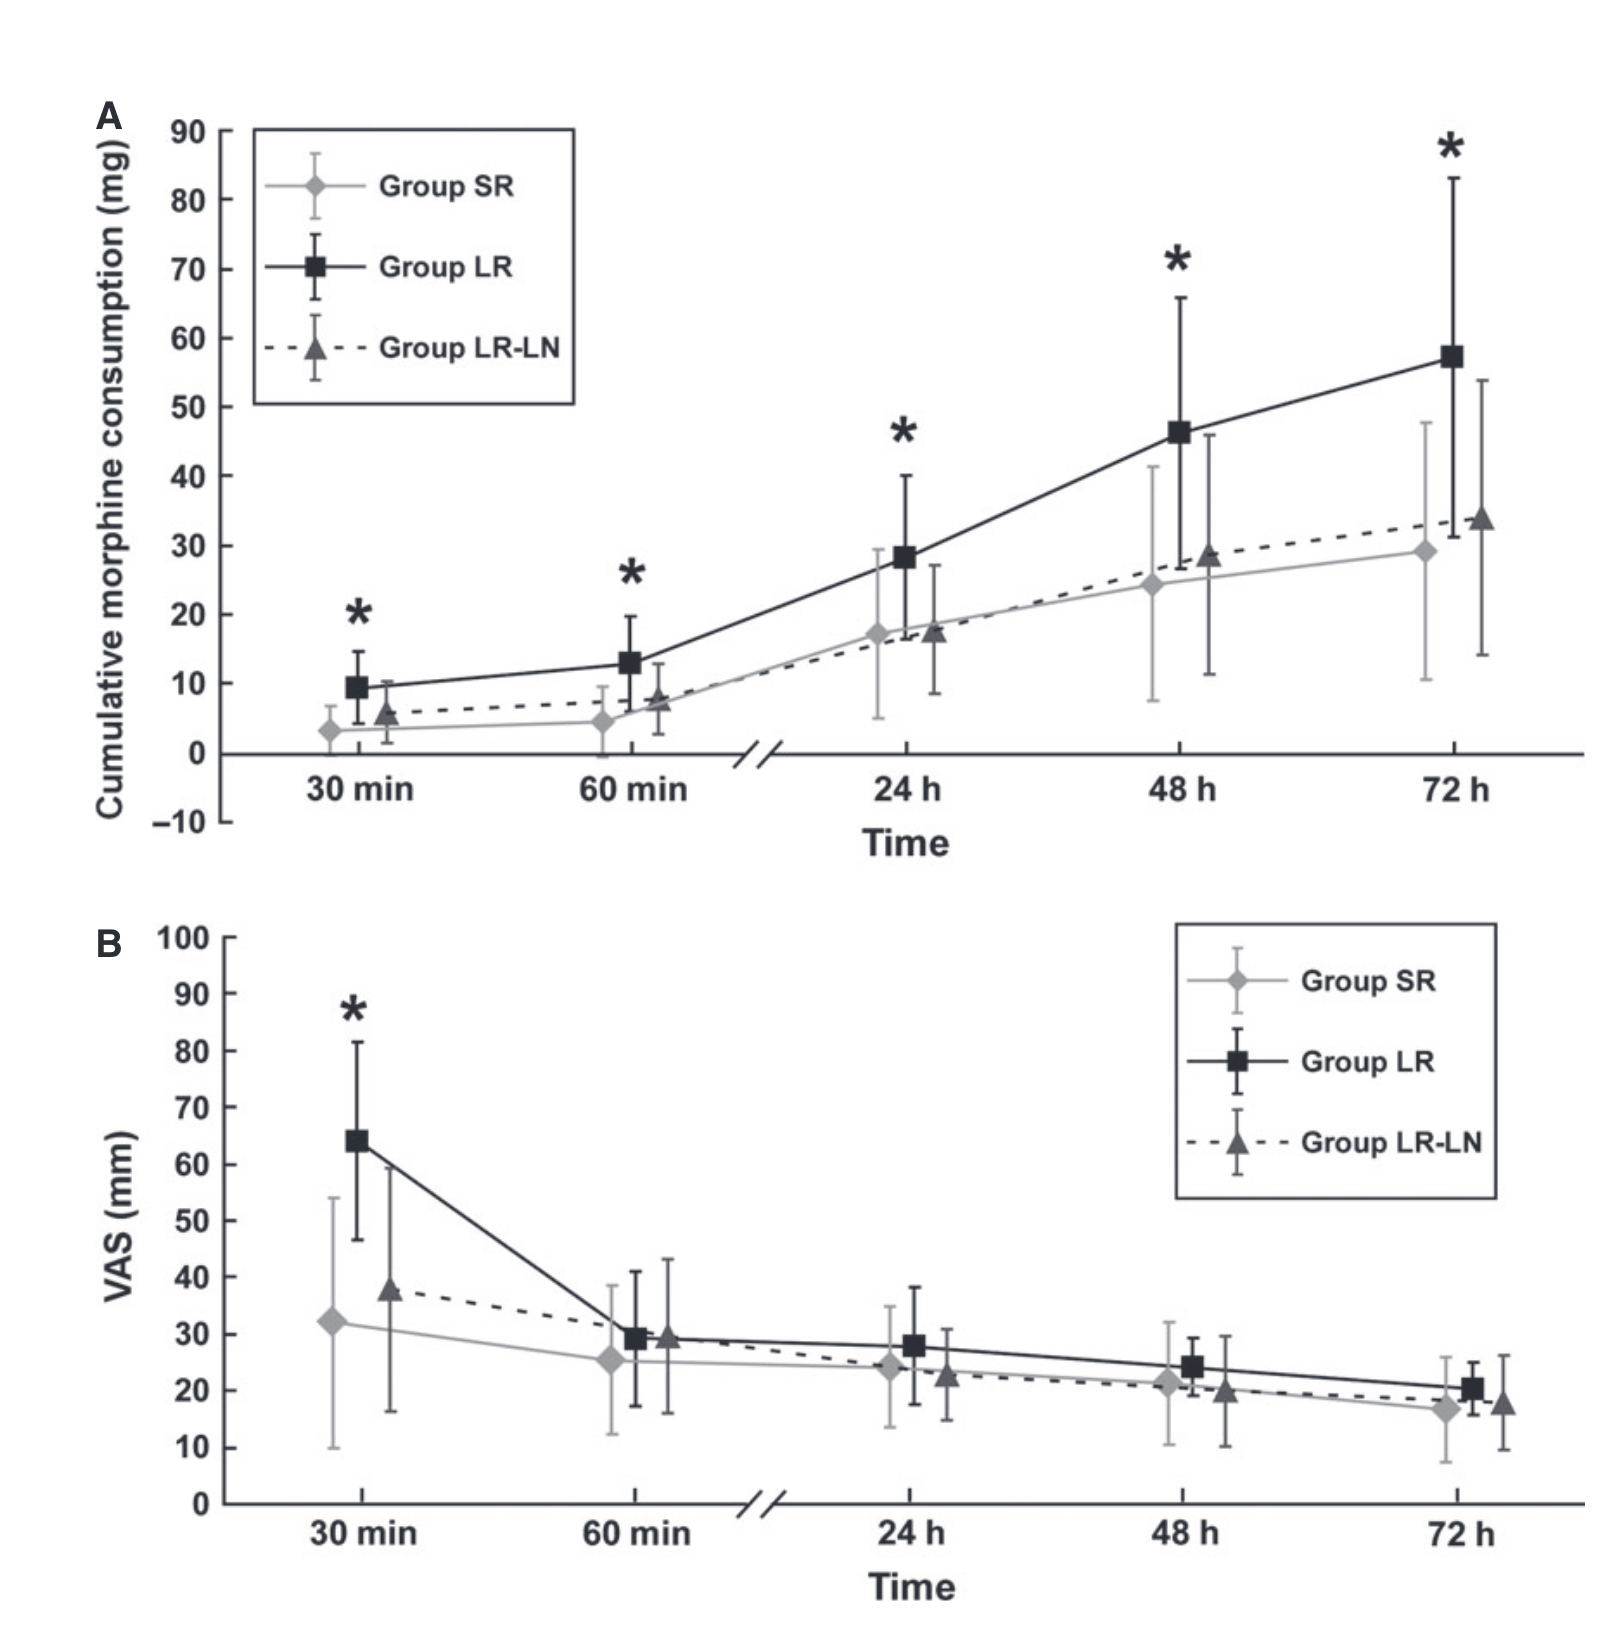 A
Cumulative morphine consumption (mg)
90
80
70
60
50
40
30
20
10
0
–10
Group SR
Group LR
Group LR-LN
*
*
*
*
*
30 min 60 min 24 h 48 h 72 h
Time
B
VAS (mm)
100
90
80
70
60
50
40
30
20
10
0
*
Group SR
Group LR
Group LR-LN
30 min 60 min 24 h 48 h 72 h
Time